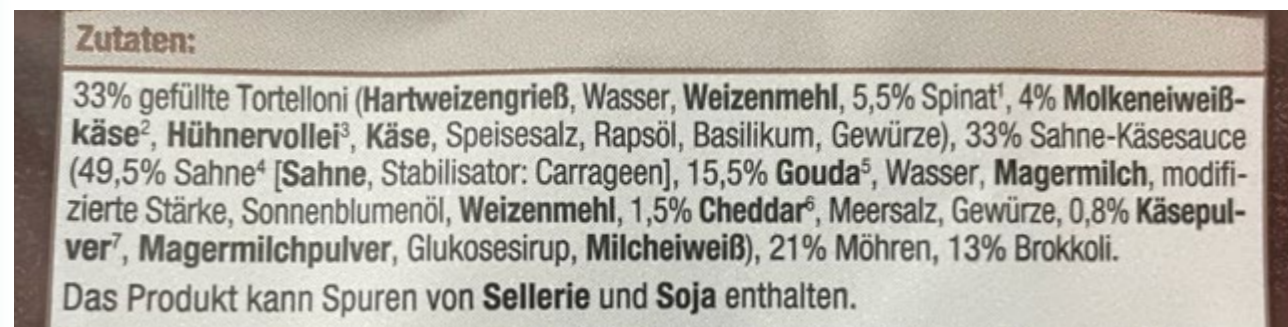 Zutaten:
33% gefüllte Tortelloni (Hartweizengrieß, Wasser, Weizenmehl, 5,5% Spinat¹, 4% Molkeneiweiß-
käse², Hühnervollei³, Käse, Speisesalz, Rapsöl, Basilikum, Gewürze), 33% Sahne-Käsesauce
(49,5% Sahne⁴ [Sahne, Stabilisator: Carrageen], 15,5% Gouda⁵, Wasser, Magermilch, modifi-
zierte Stärke, Sonnenblumenöl, Weizenmehl, 1,5% Cheddar⁶, Meersalz, Gewürze, 0,8% Käsepul-
ver⁷, Magermilchpulver, Glukosesirup, Milcheiweiß), 21% Möhren, 13% Brokkoli.
Das Produkt kann Spuren von Sellerie und Soja enthalten.